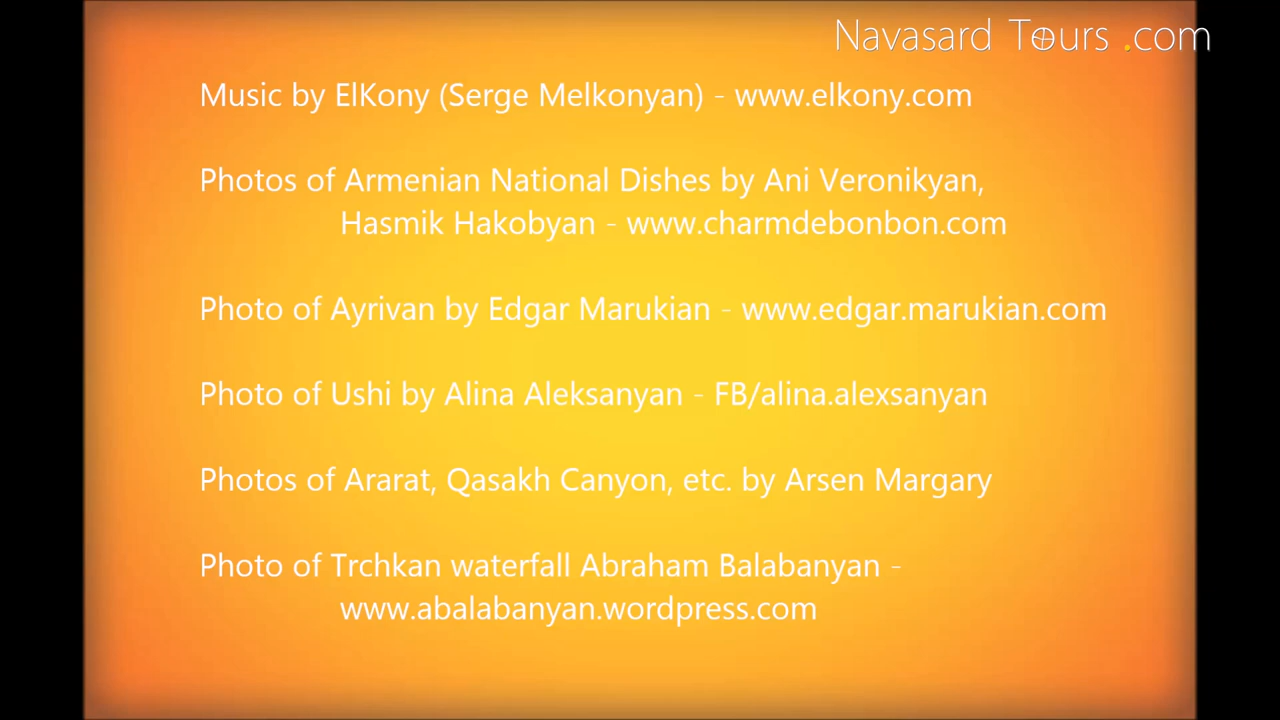 Navasard Tours .com
Music by ElKony (Serge Melkonyan) - www.elkony.com
Photos of Armenian National Dishes by Ani Veronikyan,
Hasmik Hakobyan - www.charmdebonbon.com
Photo of Ayrivan by Edgar Marukian - www.edgar.marukian.com
Photo of Ushi by Alina Aleksanyan - FB/alina.alexsanyan
Photos of Ararat, Qasakh Canyon, etc. by Arsen Margary
Photo of Trchkan waterfall Abraham Balabanyan -
www.abalabanyan.wordpress.com